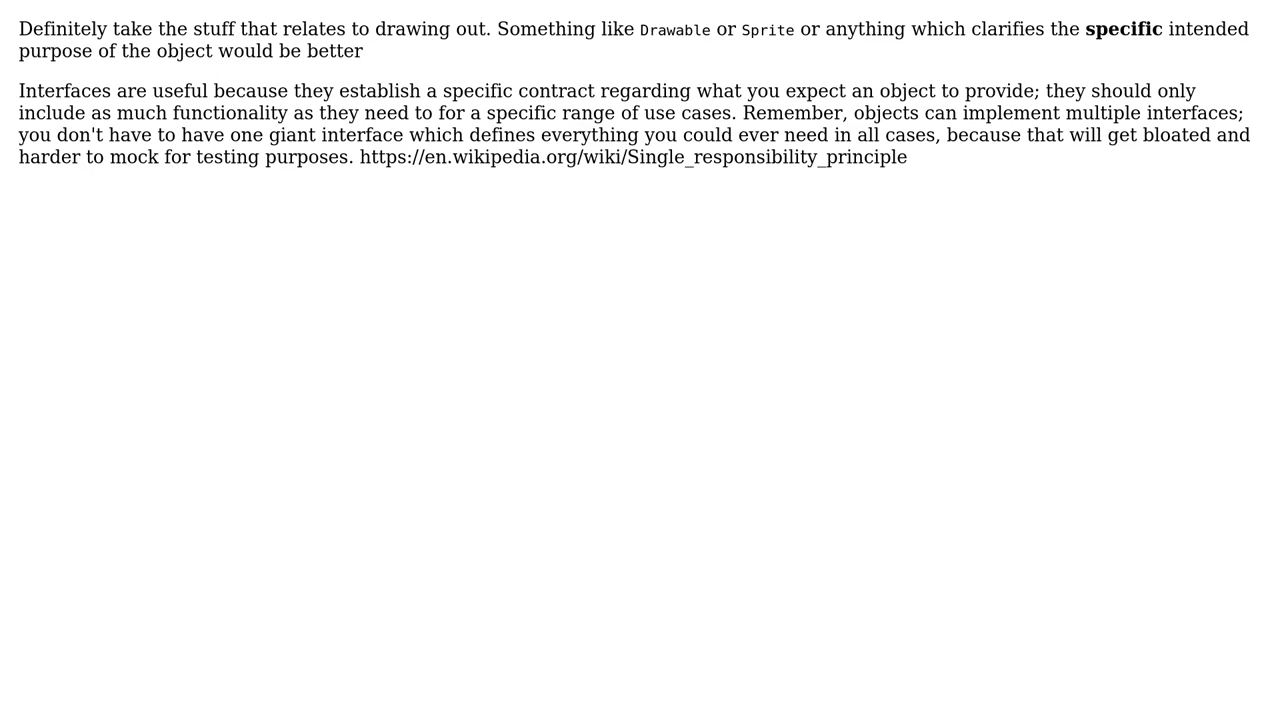 Definitely take the stuff that relates to drawing out. Something like Drawable or Sprite or anything which clarifies the specific intended
purpose of the object would be better
Interfaces are useful because they establish a specific contract regarding what you expect an object to provide; they should only
include as much functionality as they need to for a specific range of use cases. Remember, objects can implement multiple interfaces;
you don't have to have one giant interface which defines everything you could ever need in all cases, because that will get bloated and
harder to mock for testing purposes. https://en.wikipedia.org/wiki/Single_responsibility_principle